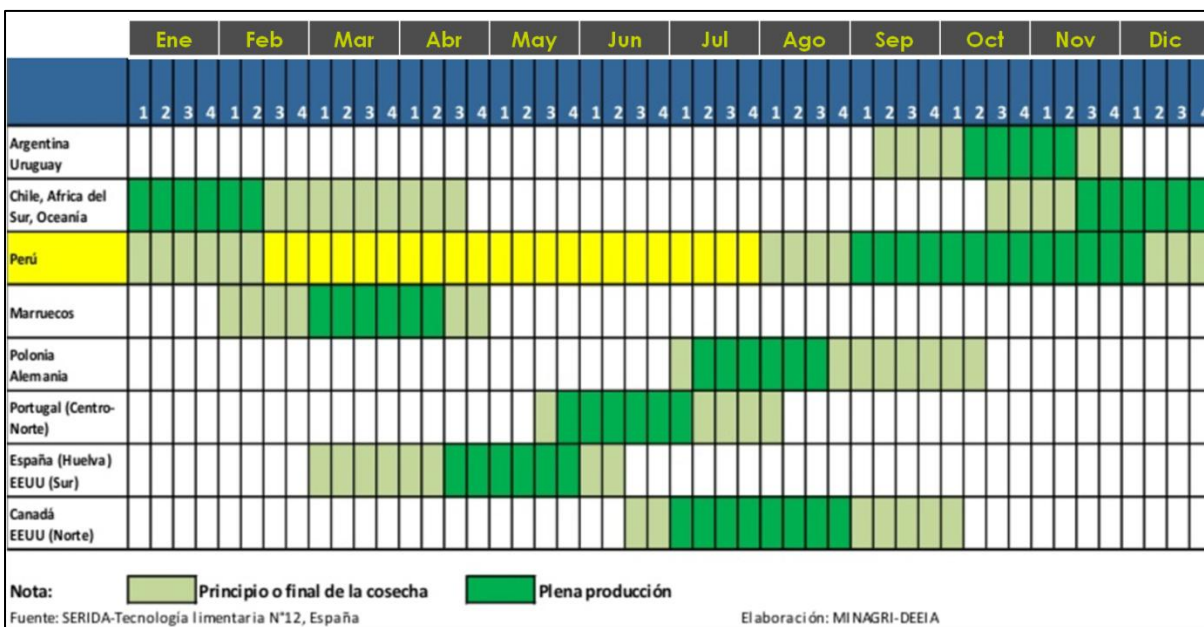 Ene Feb Mar Abr May Jun Jul Ago Sep Oct Nov Dic
1 2 3 4 1 2 3 4 1 2 3 4 1 2 3 4 1 2 3 4 1 2 3 4 1 2 3 4 1 2 3 4 1 2 3 4 1 2 3 4 1 2 3 4 1 2 3
Argentina
Uruguay
Chile, Africa del
Sur, Oceanía
Perú
Marruecos
Polonia
Alemania
Portugal (Centro-
Norte)
España (Huelva)
EEUU (Sur)
Canadá
EEUU (Norte)
Nota: Principio o final de la cosecha Plena producción
Fuente: SERIDA-Tecnología limentaria N°12, España Elaboración: MINAGRI-DEEIA